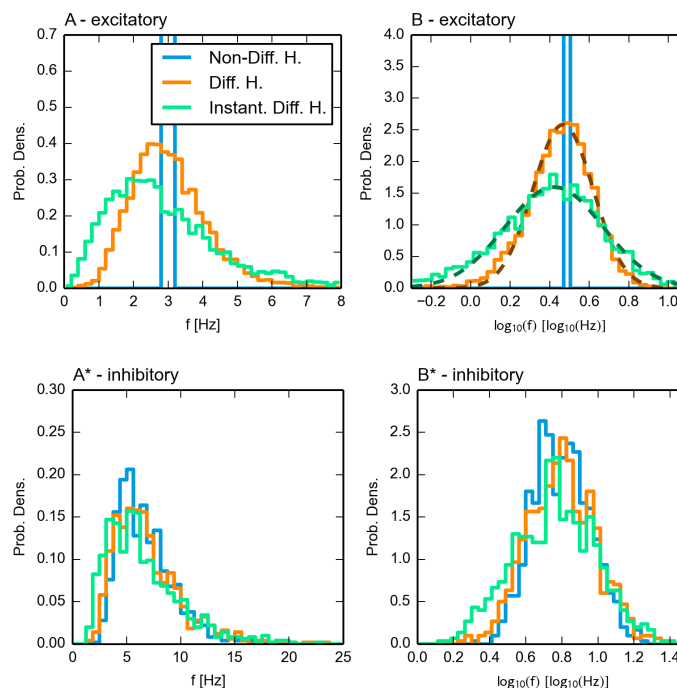 A - excitatory
B - excitatory
0.7
0.6
0.5
0.4
0.3
0.2
0.1
0.0
Prob. Dens.
Non-Diff. H.
Diff. H.
Instant. Diff. H.
0 1 2 3 4 5 6 7 8
f [Hz]
4.0
3.5
3.0
2.5
2.0
1.5
1.0
0.5
0.0
Prob. Dens.
−0.2 0.0 0.2 0.4 0.6 0.8 1.0
log10(f) [log10(Hz)]
A* - inhibitory
B* - inhibitory
0.30
0.25
0.20
0.15
0.10
0.05
0.00
Prob. Dens.
0 5 10 15 20 25
f [Hz]
3.0
2.5
2.0
1.5
1.0
0.5
0.0
Prob. Dens.
0.0 0.2 0.4 0.6 0.8 1.0 1.2 1.4
log10(f) [log10(Hz)]